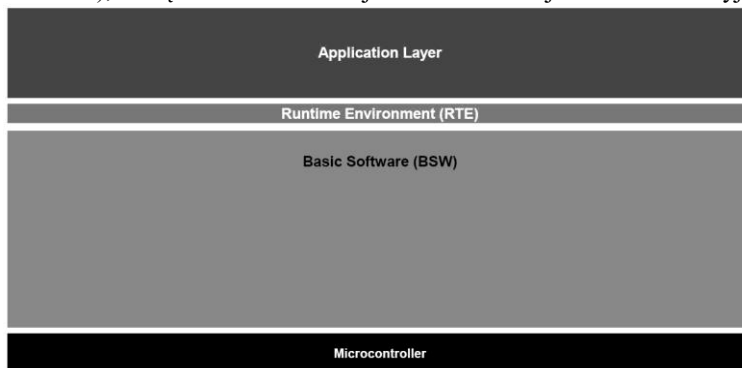 Application Layer
Runtime Environment (RTE)
Basic Software (BSW)
Microcontroller